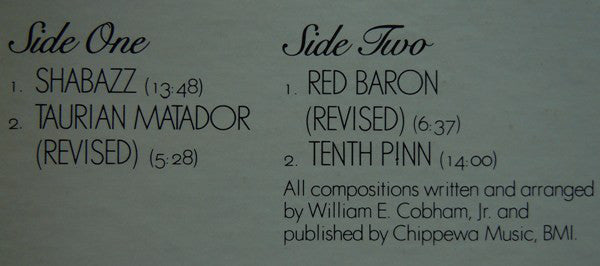 Side One
1. SHABAZZ (13:48)
2. TAURIAN MATADOR
(REVISED) (5:28)
Side Two
1. RED BARON
(REVISED) (6:37)
2. TENTH PINN (14:00)
All compositions written and arranged
by William E. Cobham, Jr. and
published by Chippewa Music, BMI.